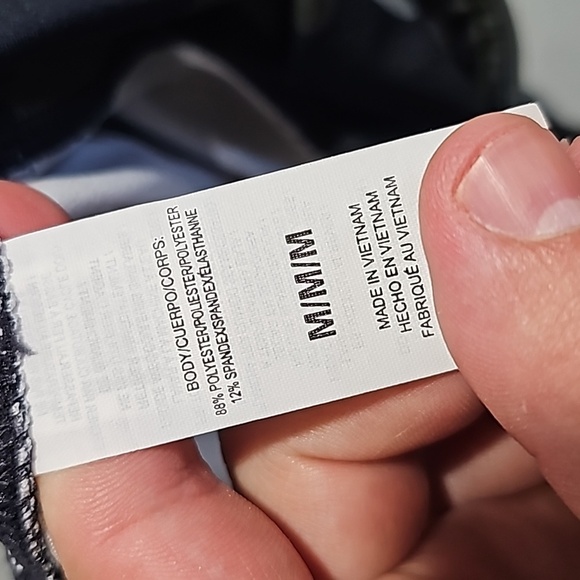 BODY/CUERPO/CORPS:
88% POLYESTER/POLIESTER/POLYESTER
12% SPANDEX/SPANDEX/ÉLASTHANNE
M/M/M
MADE IN VIETNAM
HECHO EN VIETNAM
FABRIQUÉ AU VIETNAM